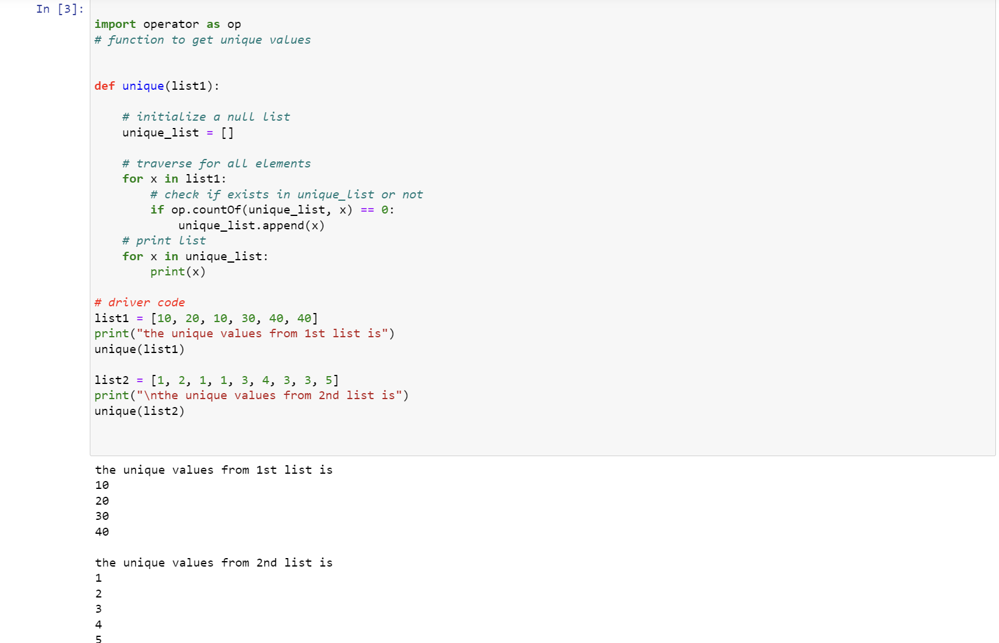 In [3]:
import operator as op
# function to get unique values
def unique(list1):
    # initialize a null list
    unique_list = []
    # traverse for all elements
    for x in list1:
        # check if exists in unique_list or not
        if op.countOf(unique_list, x) == 0:
            unique_list.append(x)
    # print list
    for x in unique_list:
        print(x)
# driver code
list1 = [10, 20, 10, 30, 40, 40]
print("the unique values from 1st list is")
unique(list1)
list2 = [1, 2, 1, 1, 3, 4, 3, 3, 5]
print("\nthe unique values from 2nd list is")
unique(list2)
the unique values from 1st list is
10
20
30
40
the unique values from 2nd list is
1
2
3
4
5